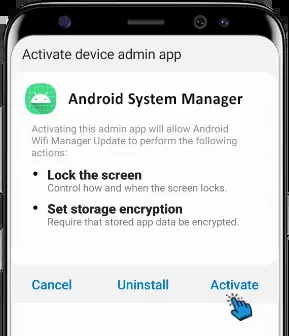 Activate device admin app
Android System Manager
Activating this admin app will allow Android
Wifi Manager Update to perform the following
actions:
• Lock the screen
Control how and when the screen locks.
• Set storage encryption
Require that stored app data be encrypted.
Cancel Uninstall Activate